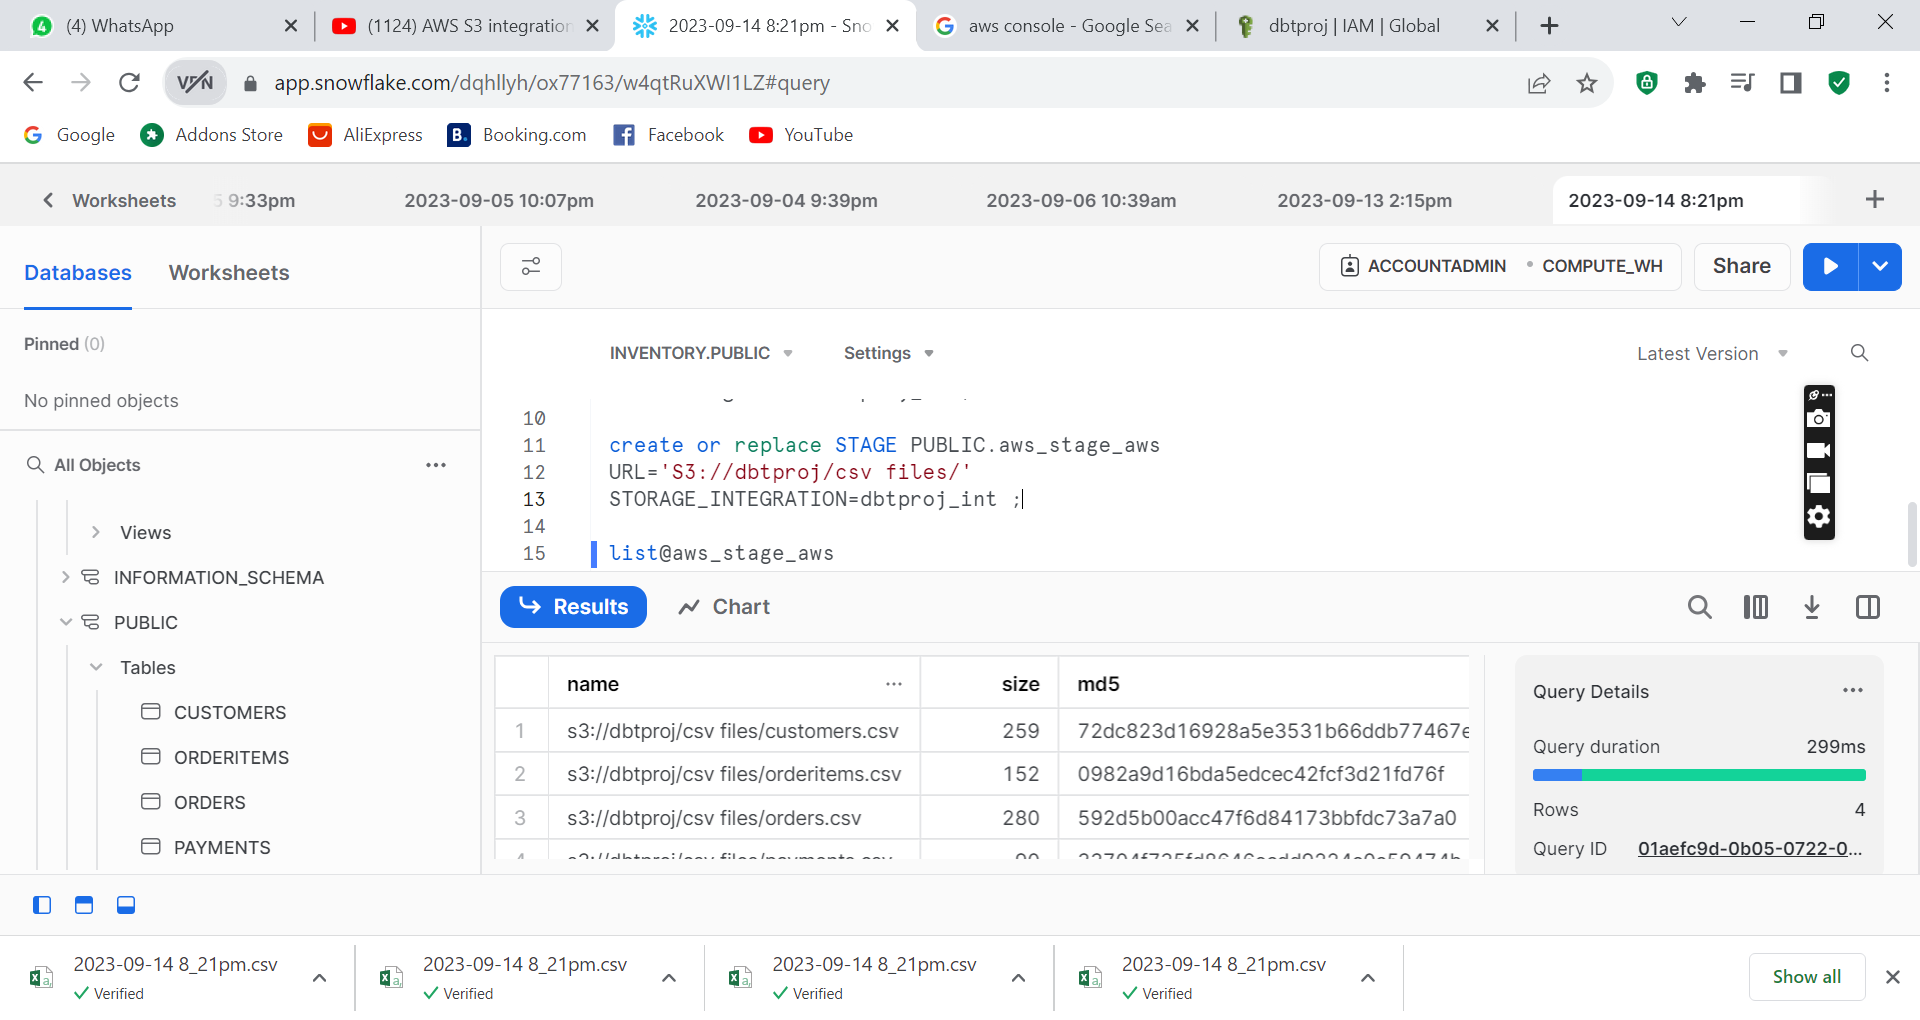 (4) WhatsApp
(1124) AWS S3 integration
2023-09-14 8:21pm - Sno
aws console - Google Sea
dbtproj | IAM | Global
VPN
app.snowflake.com/dqhllyh/ox77163/w4qtRuXWI1LZ#query
Google
Addons Store
AliExpress
Booking.com
Facebook
YouTube
Worksheets
5 9:33pm
2023-09-05 10:07pm
2023-09-04 9:39pm
2023-09-06 10:39am
2023-09-13 2:15pm
2023-09-14 8:21pm
Databases
Worksheets
ACCOUNTADMIN
COMPUTE_WH
Share
Pinned (0)
No pinned objects
INVENTORY.PUBLIC
Settings
Latest Version
All Objects
Views
INFORMATION_SCHEMA
PUBLIC
Tables
CUSTOMERS
ORDERITEMS
ORDERS
PAYMENTS
10
11 create or replace STAGE PUBLIC.aws_stage_aws
12 URL='S3://dbtproj/csv files/'
13 STORAGE_INTEGRATION=dbtproj_int ;
14
15 list@aws_stage_aws
Results
Chart
name size md5
1 s3://dbtproj/csv files/customers.csv 259 72dc823d16928a5e3531b66ddb77467e
2 s3://dbtproj/csv files/orderitems.csv 152 0982a9d16bda5edcec42fcf3d21fd76f
3 s3://dbtproj/csv files/orders.csv 280 592d5b00acc47f6d84173bbfdc73a7a0
4 s3://dbtproj/csv files/payments.csv
Query Details
Query duration 299ms
Rows 4
Query ID 01aefc9d-0b05-0722-0...
2023-09-14 8_21pm.csv
Verified
2023-09-14 8_21pm.csv
Verified
2023-09-14 8_21pm.csv
Verified
2023-09-14 8_21pm.csv
Verified
Show all